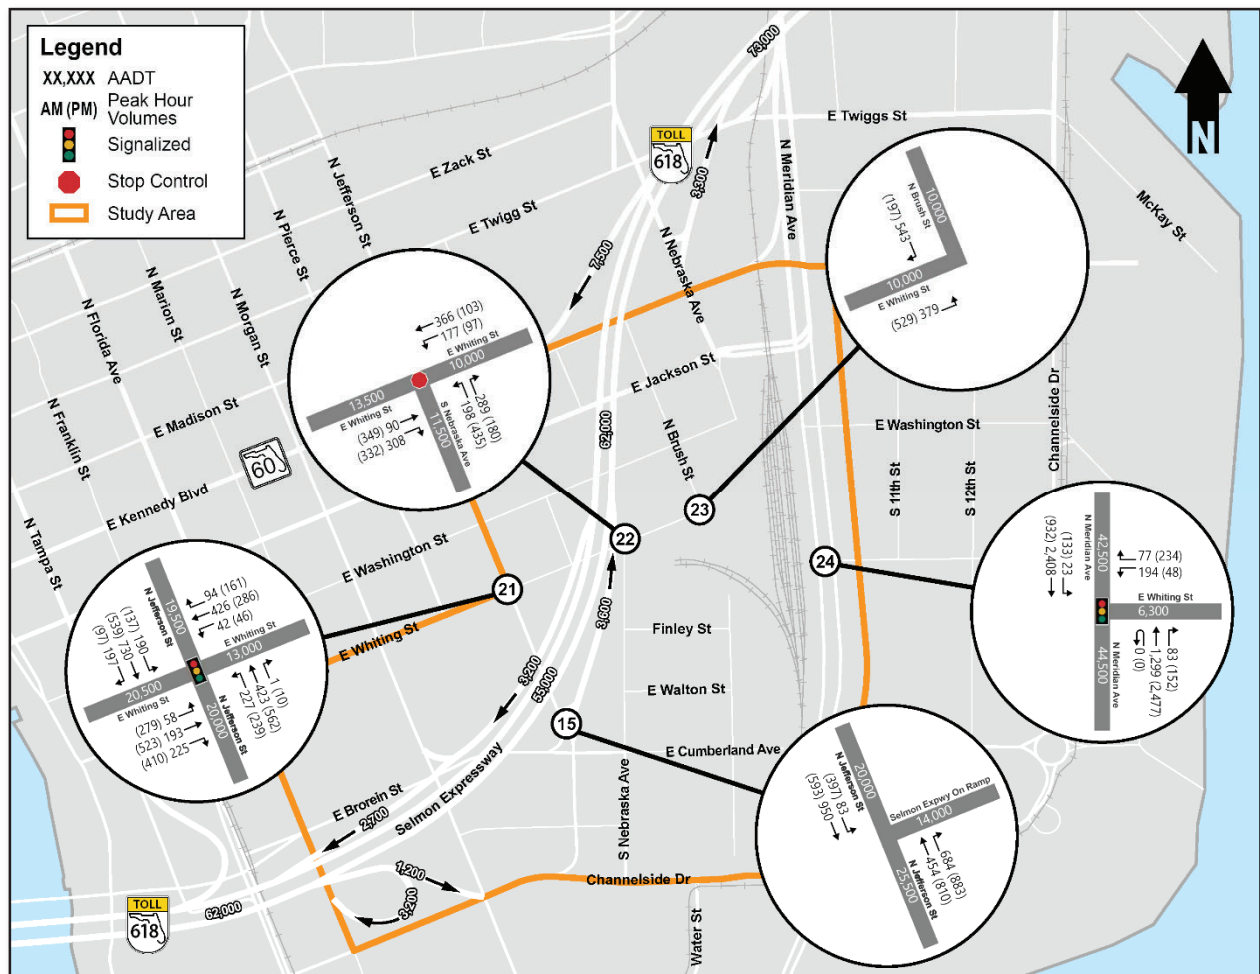 Legend
XX,XXX AADT
AM (PM) Peak Hour
Volumes
Signalized
Stop Control
Study Area
N
73,000
TOLL
618
3,300
7,500
62,000
3,600
3,200
55,000
2,700
1,200
3,200
62,000
TOLL
618
60
E Twiggs St
McKay St
E Zack St
E Twigg St
N Jefferson St
N Pierce St
N Morgan St
N Marion St
N Florida Ave
N Franklin St
N Tampa St
E Madison St
E Kennedy Blvd
E Washington St
E Whiting St
E Jackson St
N Nebraska Ave
N Meridian Ave
N Brush St
E Washington St
S 11th St
S 12th St
Channelside Dr
Finley St
E Walton St
E Cumberland Ave
S Nebraska Ave
E Brorein St
Selmon Expressway
Channelside Dr
Water St
22
366 (103)
177 (97)
E Whiting St
10,000
13,500
E Whiting St
(349) 90
(332) 308
11,500
S Nebraska Ave
289 (180)
198 (435)
23
10,000
N Brush St
(197) 543
10,000
E Whiting St
(529) 379
21
19,500
N Jefferson St
94 (161)
426 (286)
42 (46)
(137) 190
(539) 730
(97) 197
E Whiting St
13,000
20,500
E Whiting St
(279) 58
(523) 193
(410) 225
N Jefferson St
20,000
1 (10)
423 (562)
227 (239)
24
N Meridian Ave
42,500
(133) 23
(932) 2,408
77 (234)
194 (48)
E Whiting St
6,300
N Meridian Ave
44,500
83 (152)
1,299 (2,477)
0 (0)
15
N Jefferson St
20,000
(397) 83
(593) 950
Selmon Expwy On Ramp
14,000
684 (883)
454 (810)
N Jefferson St
25,500